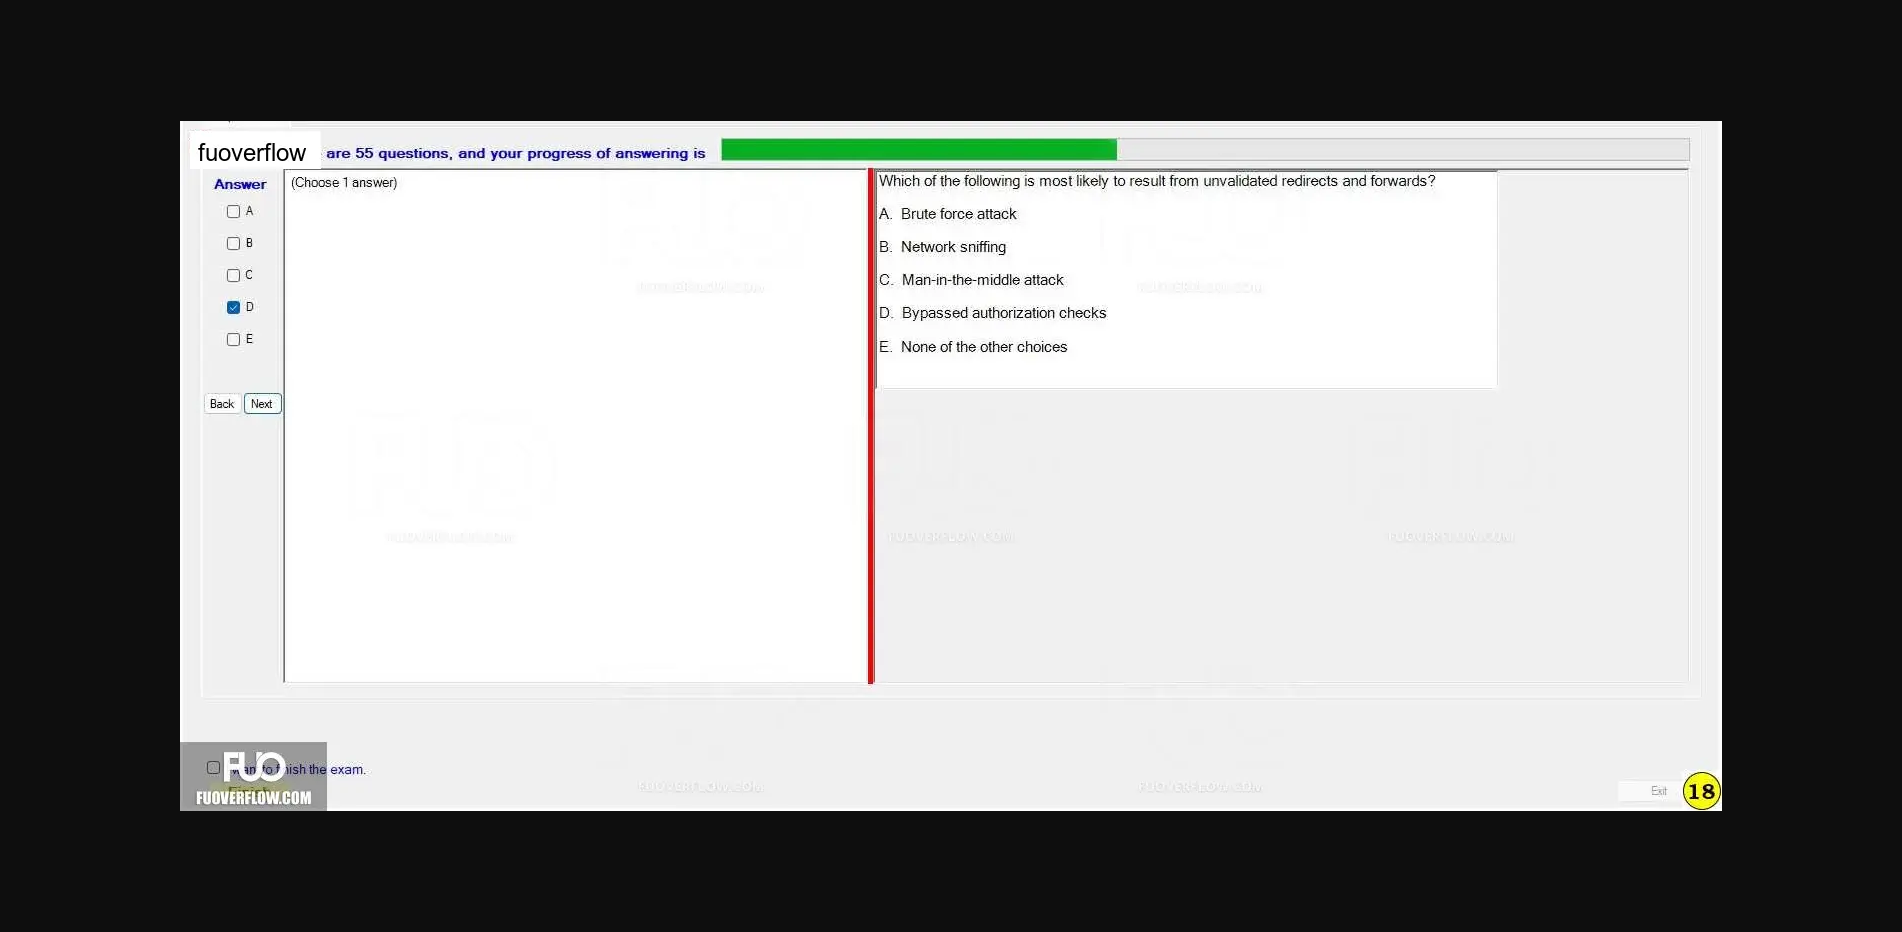 fuoverflow are 55 questions, and your progress of answering is
Answer
A
B
C
D
E
Back Next
(Choose 1 answer)
Which of the following is most likely to result from unvalidated redirects and forwards?
A. Brute force attack
B. Network sniffing
C. Man-in-the-middle attack
D. Bypassed authorization checks
E. None of the other choices
FUOVERFLOW.COM FUOVERFLOW.COM
FUOVERFLOW.COM FUOVERFLOW.COM FUOVERFLOW.COM
FUOVERFLOW.COM FUOVERFLOW.COM
want to finish the exam.
FUO
Finish
FUOVERFLOW.COM
Exit
18